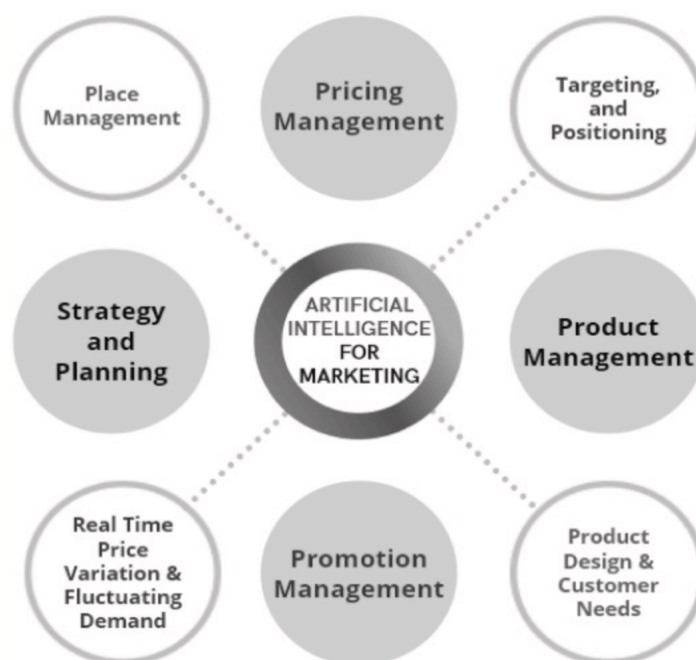 Place
Management
Pricing
Management
Targeting,
and
Positioning
Strategy
and
Planning
ARTIFICIAL
INTELLIGENCE
FOR
MARKETING
Product
Management
Real Time
Price
Variation &
Fluctuating
Demand
Promotion
Management
Product
Design &
Customer
Needs